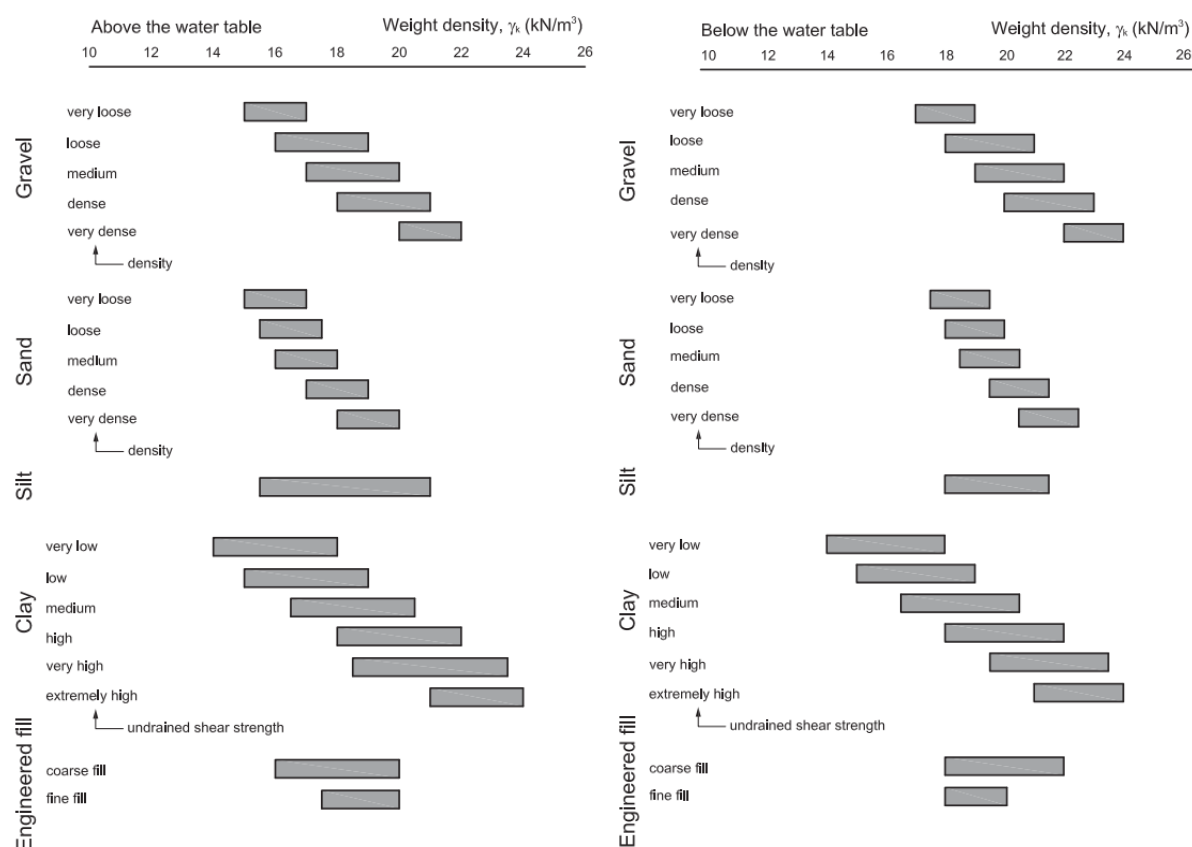 Above the water table
Weight density, γk (kN/m³)
10 12 14 16 18 20 22 24 26
Gravel
very loose
loose
medium
dense
very dense
density
Sand
very loose
loose
medium
dense
very dense
density
Silt
Clay
very low
low
medium
high
very high
extremely high
undrained shear strength
Engineered fill
coarse fill
fine fill
Below the water table
Weight density, γk (kN/m³)
10 12 14 16 18 20 22 24 26
Gravel
very loose
loose
medium
dense
very dense
density
Sand
very loose
loose
medium
dense
very dense
density
Silt
Clay
very low
low
medium
high
very high
extremely high
undrained shear strength
Engineered fill
coarse fill
fine fill